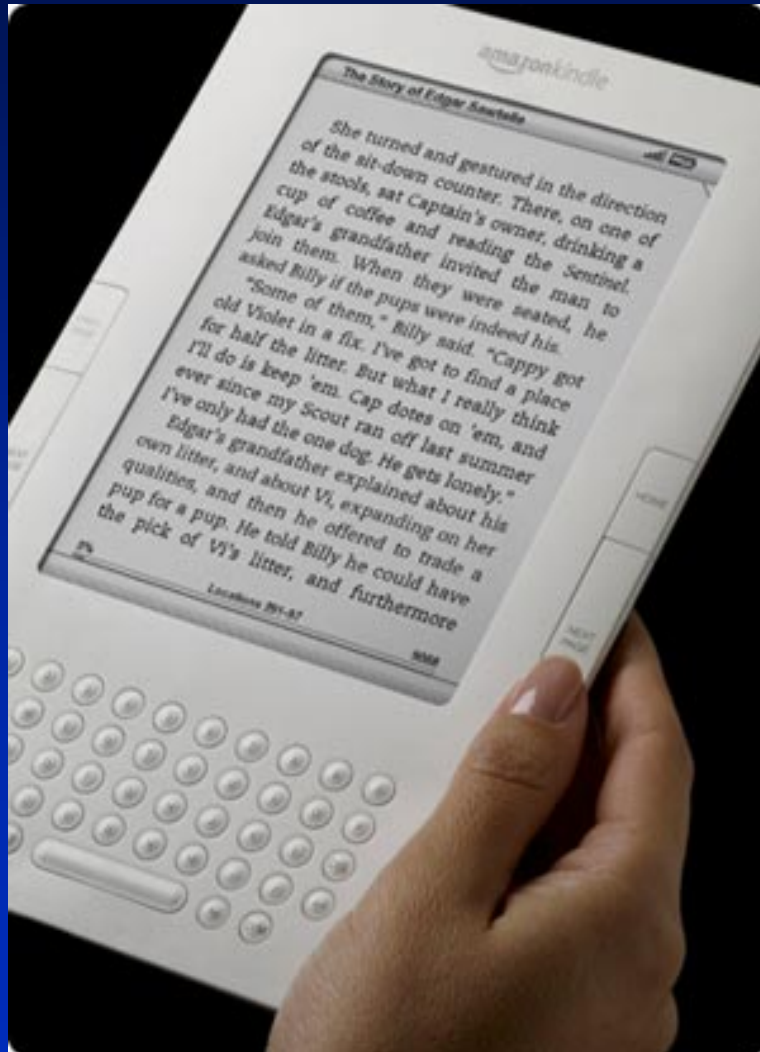 amazonkindle
The Story of Edgar Sawtelle
She turned and gestured in the direction
of the sit-down counter. There, on one of
the stools, sat Captain's owner, drinking a
cup of coffee and reading the Sentinel.
Edgar's grandfather invited the man to
join them. When they were seated, he
asked Billy if the pups were indeed his.
"Some of them," Billy said. "Cappy got
old Violet in a fix. I've got to find a place
for half the litter. But what I really think
I'll do is keep 'em. Cap dotes on 'em, and
ever since my Scout ran off last summer
I've only had the one dog. He gets lonely."
Edgar's grandfather explained about his
own litter, and about Vi, expanding on her
qualities, and then he offered to trade a
pup for a pup. He told Billy he could have
the pick of Vi's litter, and furthermore
Locations
HOME
NEXT
PAGE